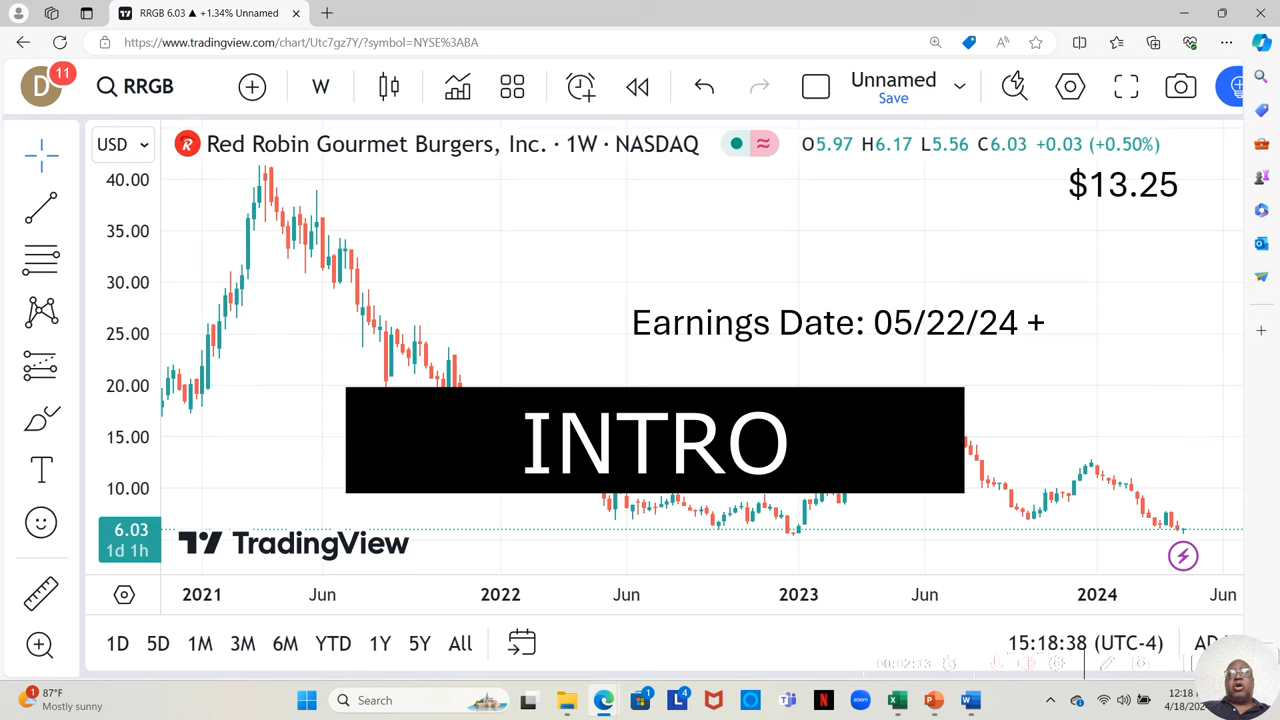 RRGB 6.03 ▲ +1.34% Unnamed
https://www.tradingview.com/chart/Utc7gz7Y/?symbol=NYSE%3ABA
D
11
RRGB
W
Unnamed
Save
USD
Red Robin Gourmet Burgers, Inc. · 1W · NASDAQ
O5.97 H6.17 L5.56 C6.03 +0.03 (+0.50%)
$13.25
40.00
35.00
30.00
25.00
20.00
15.00
10.00
6.03
1d 1h
Earnings Date: 05/22/24 +
INTRO
TradingView
2021
Jun
2022
Jun
2023
Jun
2024
Jun
1D 5D 1M 3M 6M YTD 1Y 5Y All
15:18:38 (UTC-4)
1
87°F
Mostly sunny
Search
1
4
12:18